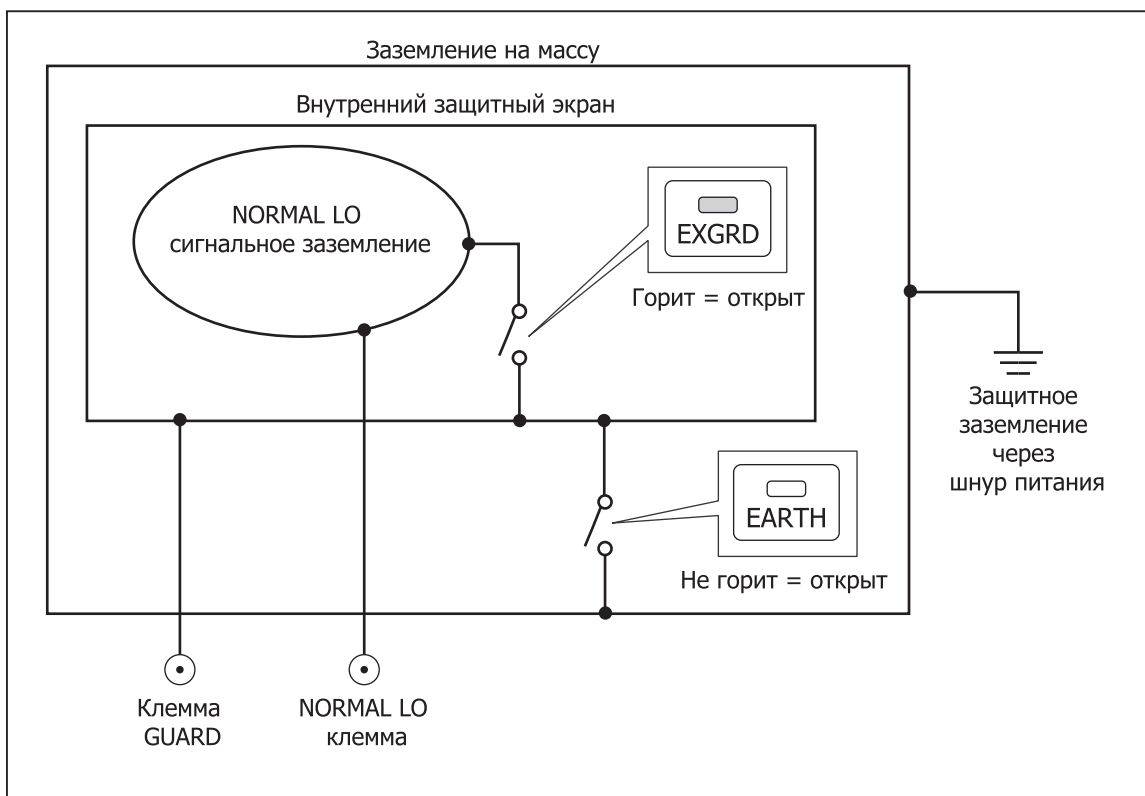 Заземление на массу
Внутренний защитный экран
NORMAL LO
сигнальное заземление
EXGRD
Горит = открыт
Защитное
заземление
через
шнур питания
EARTH
Не горит = открыт
Клемма
GUARD
NORMAL LO
клемма